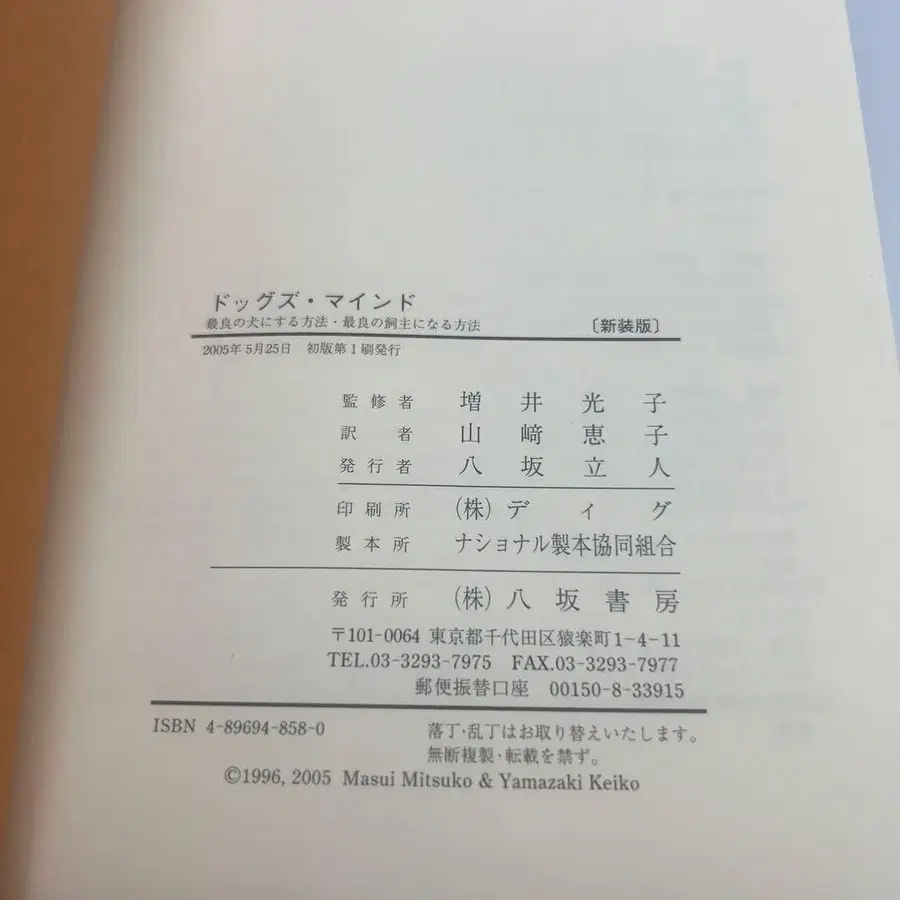 ドッグズ・マインド
最良の犬にする方法・最良の飼主になる方法 〔新装版〕
2005年5月25日 初版第1刷発行
監修者 増井光子
訳者 山﨑恵子
発行者 八坂立人
印刷所 (株)ディグ
製本所 ナショナル製本協同組合
発行所 (株)八坂書房
〒101-0064 東京都千代田区猿楽町1-4-11
TEL.03-3293-7975 FAX.03-3293-7977
郵便振替口座 00150-8-33915
ISBN 4-89694-858-0 落丁・乱丁はお取り替えいたします。
無断複製・転載を禁ず。
©1996, 2005 Masui Mitsuko & Yamazaki Keiko